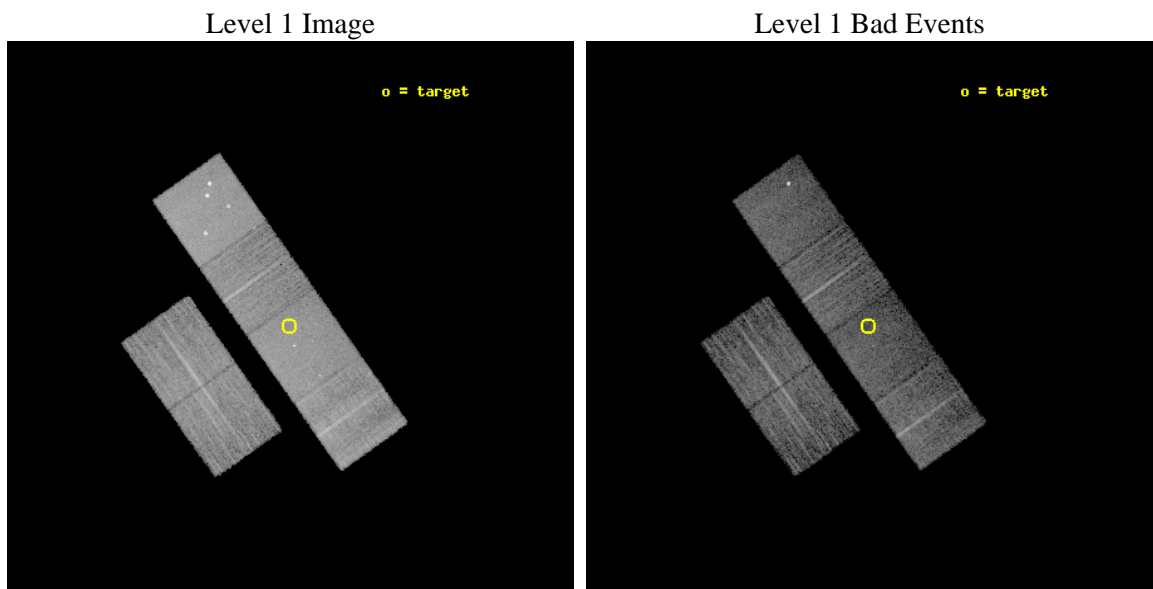 Level 1 Image
Level 1 Bad Events
o = target
o = target